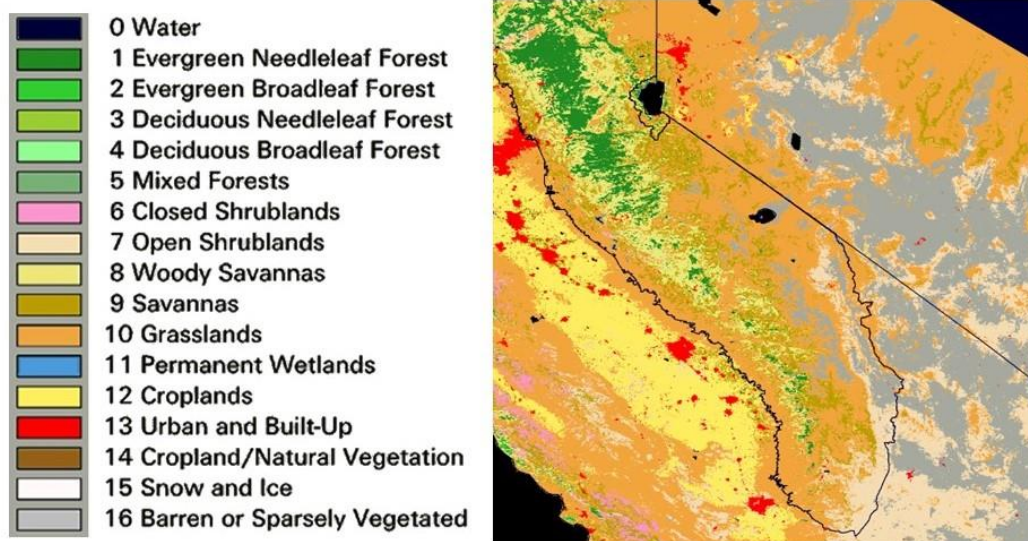 0 Water
1 Evergreen Needleleaf Forest
2 Evergreen Broadleaf Forest
3 Deciduous Needleleaf Forest
4 Deciduous Broadleaf Forest
5 Mixed Forests
6 Closed Shrublands
7 Open Shrublands
8 Woody Savannas
9 Savannas
10 Grasslands
11 Permanent Wetlands
12 Croplands
13 Urban and Built-Up
14 Cropland/Natural Vegetation
15 Snow and Ice
16 Barren or Sparsely Vegetated